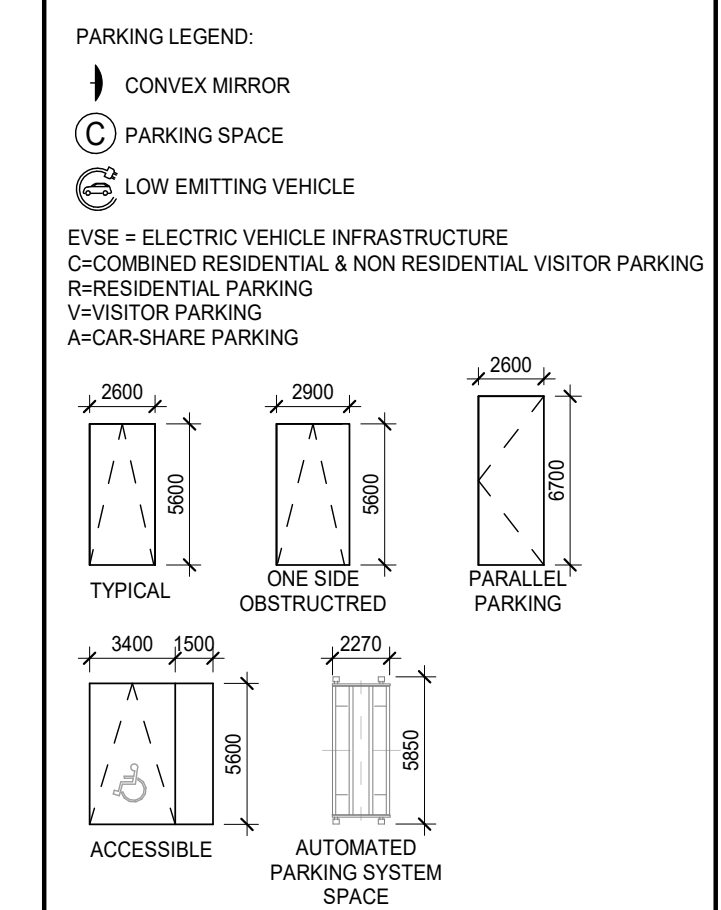 PARKING LEGEND:
CONVEX MIRROR
C PARKING SPACE
LOW EMITTING VEHICLE
EVSE = ELECTRIC VEHICLE INFRASTRUCTURE
C=COMBINED RESIDENTIAL & NON RESIDENTIAL VISITOR PARKING
R=RESIDENTIAL PARKING
V=VISITOR PARKING
A=CAR-SHARE PARKING
2600
5600
TYPICAL
2900
5600
ONE SIDE
OBSTRUCTRED
2600
6700
PARALLEL
PARKING
3400 1500
5600
ACCESSIBLE
2270
5850
AUTOMATED
PARKING SYSTEM
SPACE